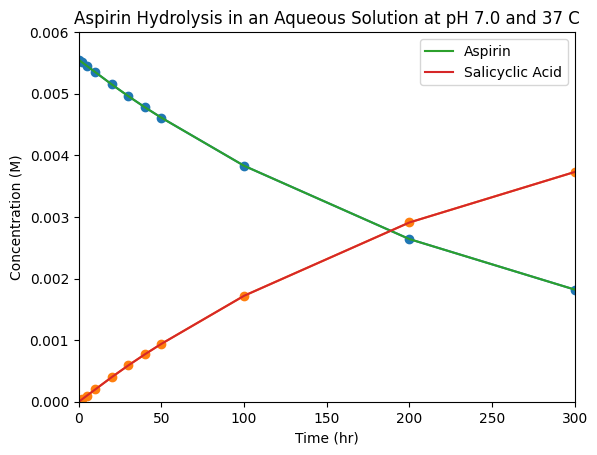 Aspirin Hydrolysis in an Aqueous Solution at pH 7.0 and 37 C
Aspirin
Salicyclic Acid
Concentration (M)
0.006
0.005
0.004
0.003
0.002
0.001
0.000
0 50 100 150 200 250 300
Time (hr)